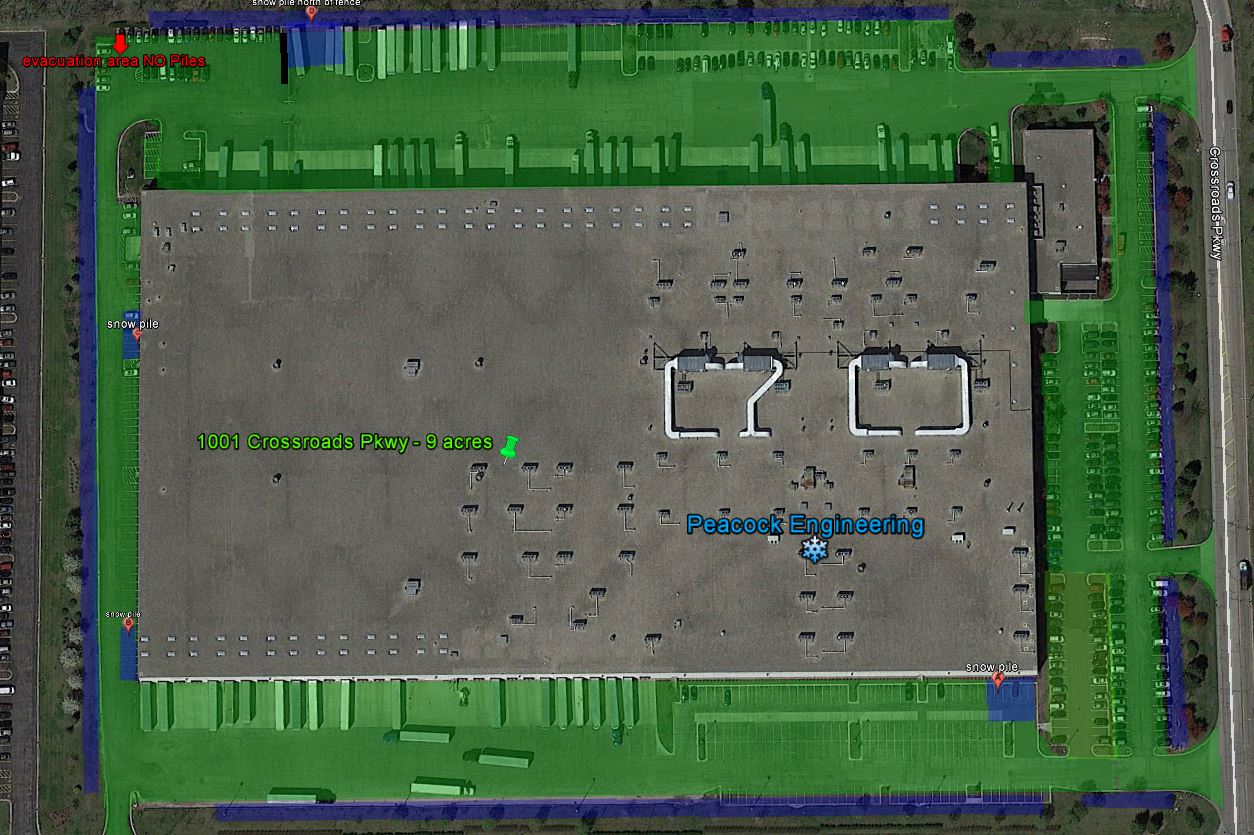 snow pile north of fence
D
evacuation area NO Piles
Crossroads Pkwy
snow pile
C
1001 Crossroads Pkwy - 9 acres
Peacock Engineering
snow pile
B
snow pile
A